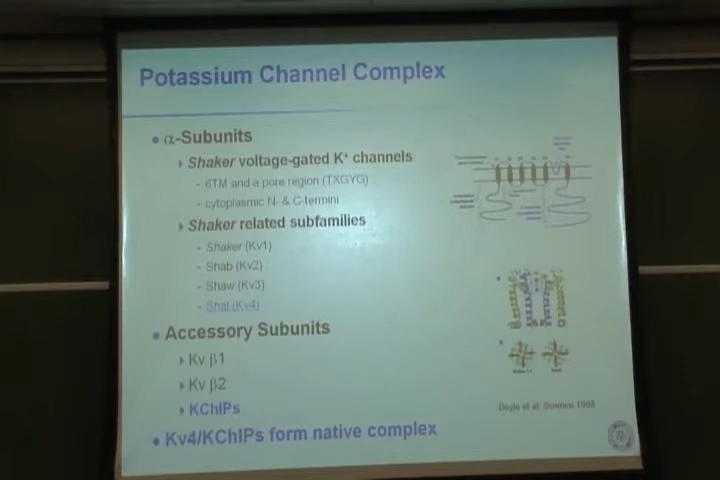 Potassium Channel Complex
• α-Subunits
Shaker voltage-gated K⁺ channels
- 6TM and a pore region (TXGYG)
- cytoplasmic N- & C-termini
Shaker related subfamilies
- Shaker (Kv1)
- Shab (Kv2)
- Shaw (Kv3)
- Shal (Kv4)
• Accessory Subunits
Kv β1
Kv β2
KChIPs
• Kv4/KChIPs form native complex
Doyle et al. Science 1998